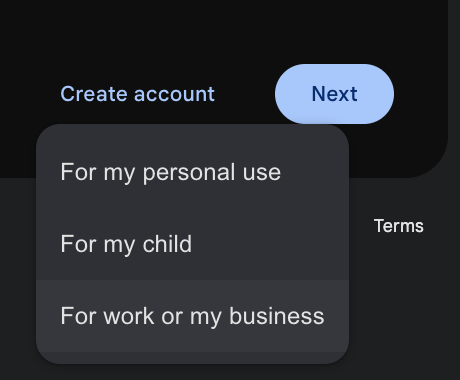 Create account
Next
For my personal use
For my child
Terms
For work or my business